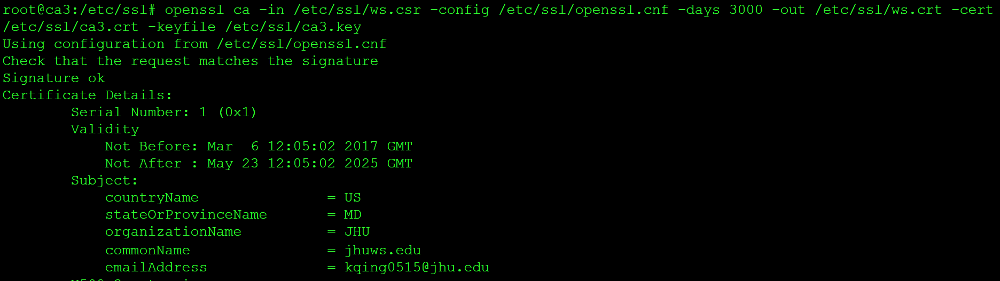 root@ca3:/etc/ssl# openssl ca -in /etc/ssl/ws.csr -config /etc/ssl/openssl.cnf -days 3000 -out /etc/ssl/ws.crt -cert
/etc/ssl/ca3.crt -keyfile /etc/ssl/ca3.key
Using configuration from /etc/ssl/openssl.cnf
Check that the request matches the signature
Signature ok
Certificate Details:
        Serial Number: 1 (0x1)
        Validity
            Not Before: Mar  6 12:05:02 2017 GMT
            Not After : May 23 12:05:02 2025 GMT
        Subject:
            countryName               = US
            stateOrProvinceName       = MD
            organizationName          = JHU
            commonName                = jhuws.edu
            emailAddress              = kqing0515@jhu.edu